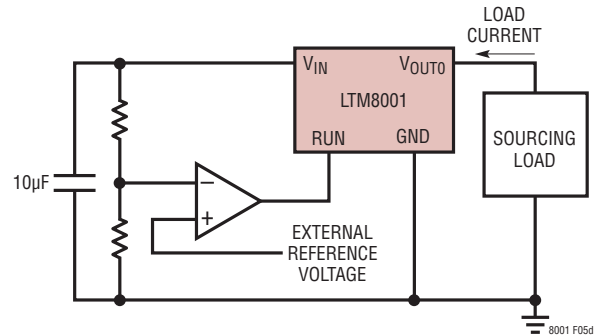 LOAD
CURRENT
VIN VOUT0
LTM8001
RUN GND
SOURCING
LOAD
10µF
−
+
EXTERNAL
REFERENCE
VOLTAGE
8001 F05d